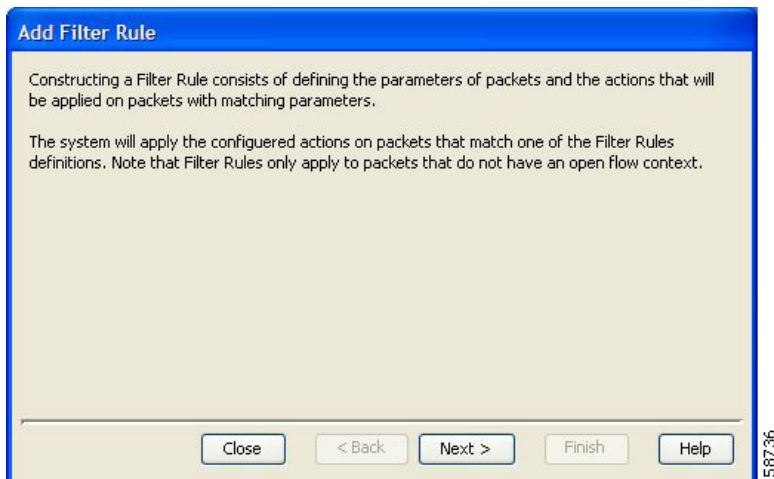 Add Filter Rule
Constructing a Filter Rule consists of defining the parameters of packets and the actions that will
be applied on packets with matching parameters.
The system will apply the configuered actions on packets that match one of the Filter Rules
definitions. Note that Filter Rules only apply to packets that do not have an open flow context.
Close
< Back
Next >
Finish
Help
58736